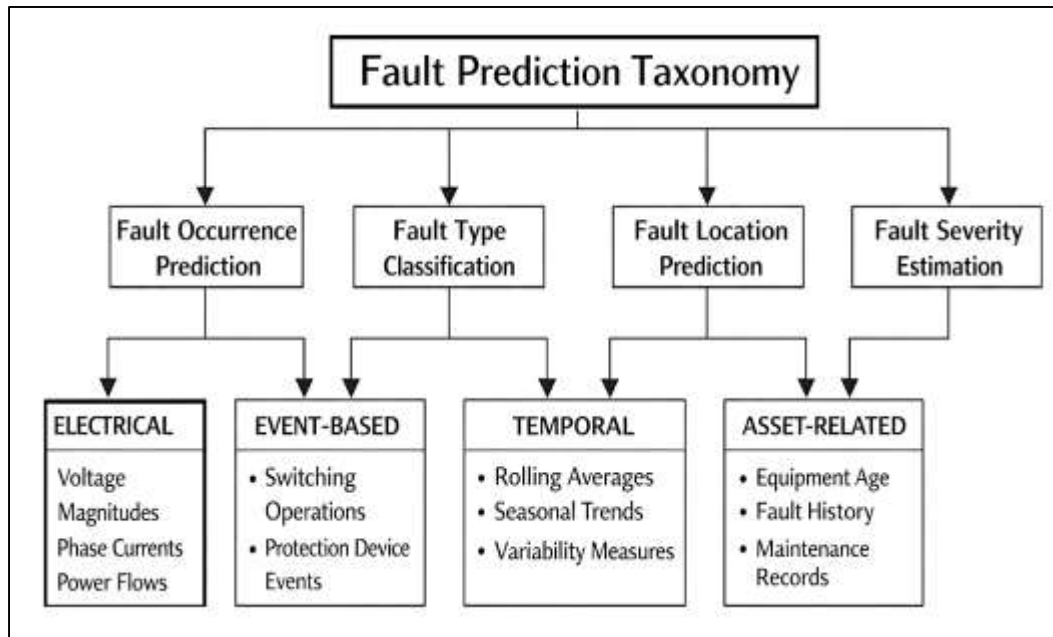 Fault Prediction Taxonomy
Fault Occurrence
Prediction
Fault Type
Classification
Fault Location
Prediction
Fault Severity
Estimation
ELECTRICAL
Voltage
Magnitudes
Phase Currents
Power Flows
EVENT-BASED
• Switching
Operations
• Protection Device
Events
TEMPORAL
• Rolling Averages
• Seasonal Trends
• Variability Measures
ASSET-RELATED
• Equipment Age
• Fault History
• Maintenance
Records